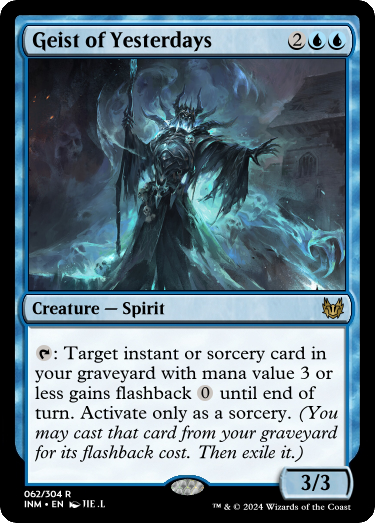 Geist of Yesterdays 2
Creature — Spirit
: Target instant or sorcery card in
your graveyard with mana value 3 or
less gains flashback 0 until end of
turn. Activate only as a sorcery. (You
may cast that card from your graveyard
for its flashback cost. Then exile it.)
3/3
062/304 R
INM • EN
™ & © 2024 Wizards of the Coast